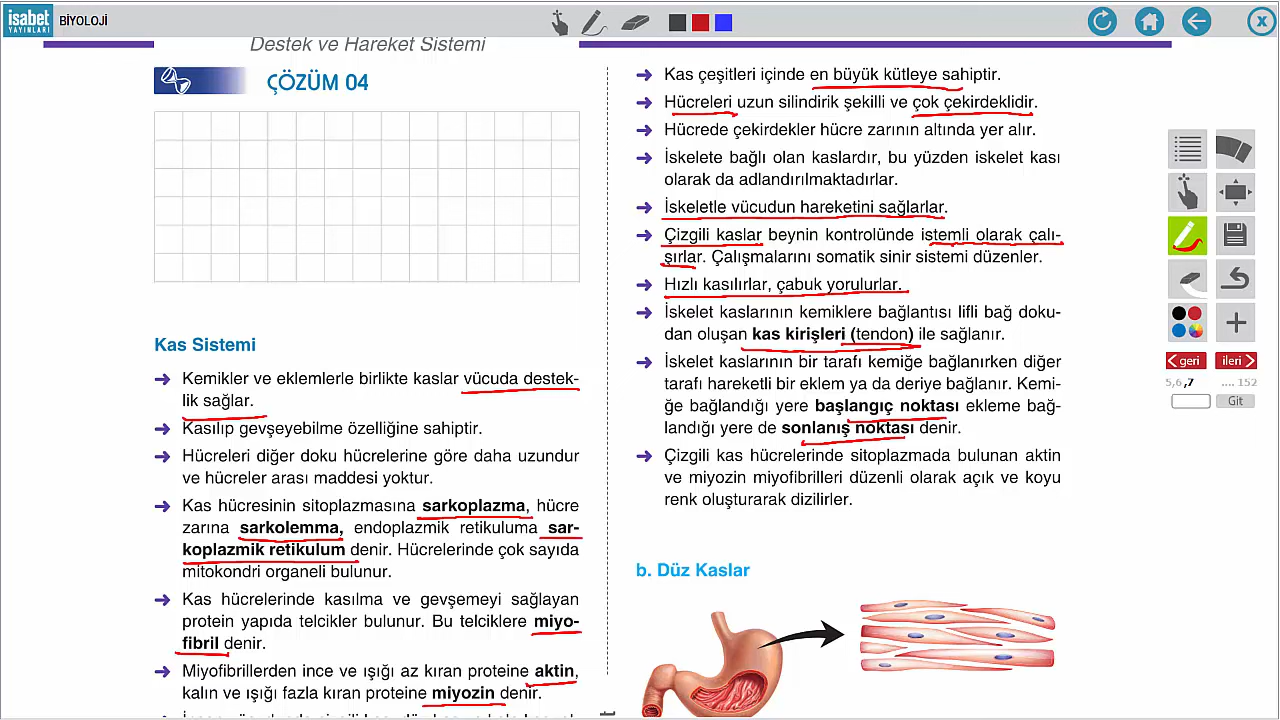 isabet
YAYINLARI
BİYOLOJİ
Destek ve Hareket Sistemi
ÇÖZÜM 04
Kas Sistemi
Kemikler ve eklemlerle birlikte kaslar vücuda destek-
lik sağlar.
Kasılıp gevşeyebilme özelliğine sahiptir.
Hücreleri diğer doku hücrelerine göre daha uzundur
ve hücreler arası maddesi yoktur.
Kas hücresinin sitoplazmasına sarkoplazma, hücre
zarına sarkolemma, endoplazmik retikuluma sar-
koplazmik retikulum denir. Hücrelerinde çok sayıda
mitokondri organeli bulunur.
Kas hücrelerinde kasılma ve gevşemeyi sağlayan
protein yapıda telcikler bulunur. Bu telciklere miyo-
fibril denir.
Miyofibrillerden ince ve ışığı az kıran proteine aktin,
kalın ve ışığı fazla kıran proteine miyozin denir.
Kas çeşitleri içinde en büyük kütleye sahiptir.
Hücreleri uzun silindirik şekilli ve çok çekirdeklidir.
Hücrede çekirdekler hücre zarının altında yer alır.
İskelete bağlı olan kaslardır, bu yüzden iskelet kası
olarak da adlandırılmaktadırlar.
İskeletle vücudun hareketini sağlarlar.
Çizgili kaslar beynin kontrolünde istemli olarak çalı-
şırlar. Çalışmalarını somatik sinir sistemi düzenler.
Hızlı kasılırlar, çabuk yorulurlar.
İskelet kaslarının kemiklere bağlantısı lifli bağ doku-
dan oluşan kas kirişleri (tendon) ile sağlanır.
İskelet kaslarının bir tarafı kemiğe bağlanırken diğer
tarafı hareketli bir eklem ya da deriye bağlanır. Kemi-
ğe bağlandığı yere başlangıç noktası ekleme bağ-
landığı yere de sonlanış noktası denir.
Çizgili kas hücrelerinde sitoplazmada bulunan aktin
ve miyozin miyofibrilleri düzenli olarak açık ve koyu
renk oluşturarak dizilirler.
b. Düz Kaslar
geri
ileri
5,6,7 .... 152
Git